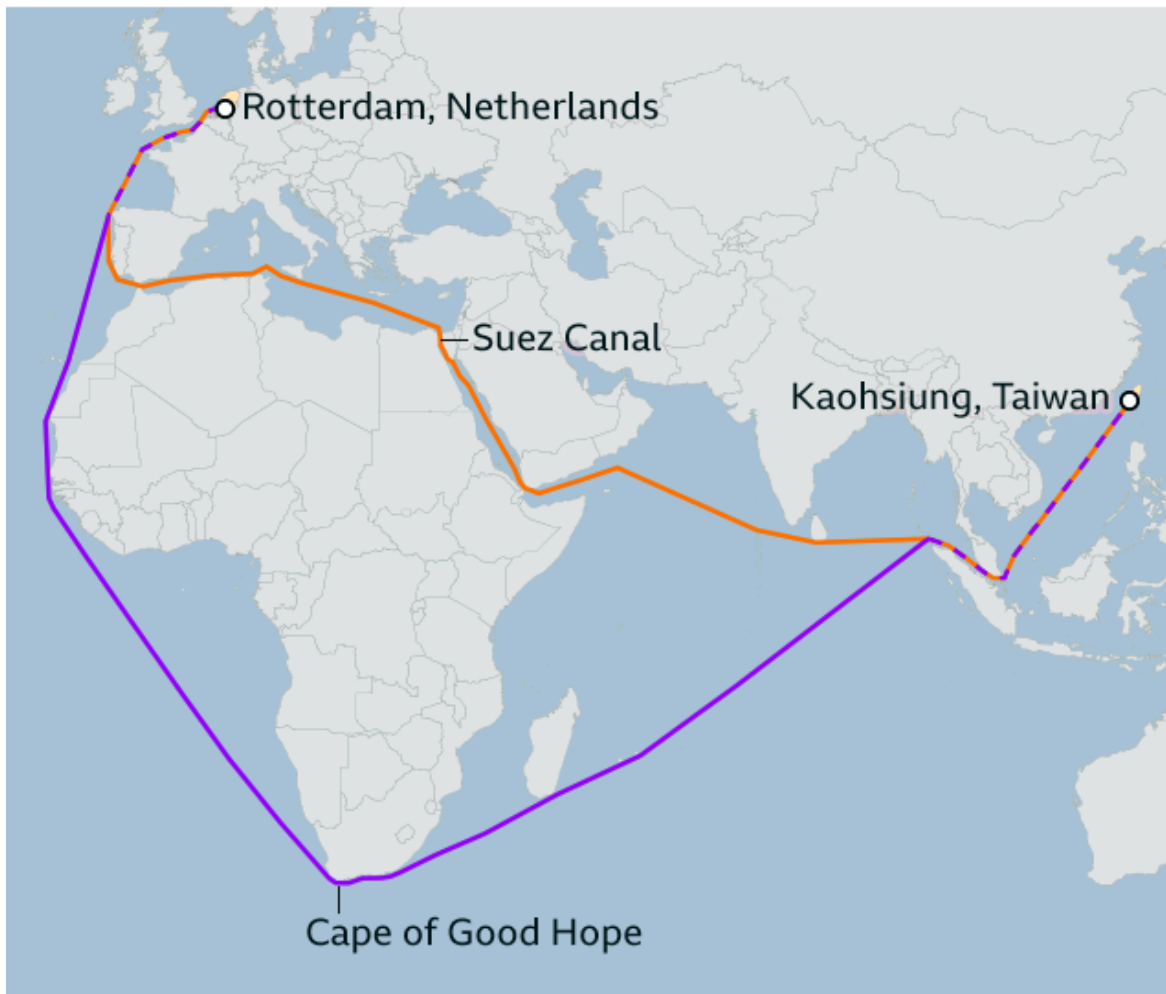 Rotterdam, Netherlands
Suez Canal
Kaohsiung, Taiwan
Cape of Good Hope